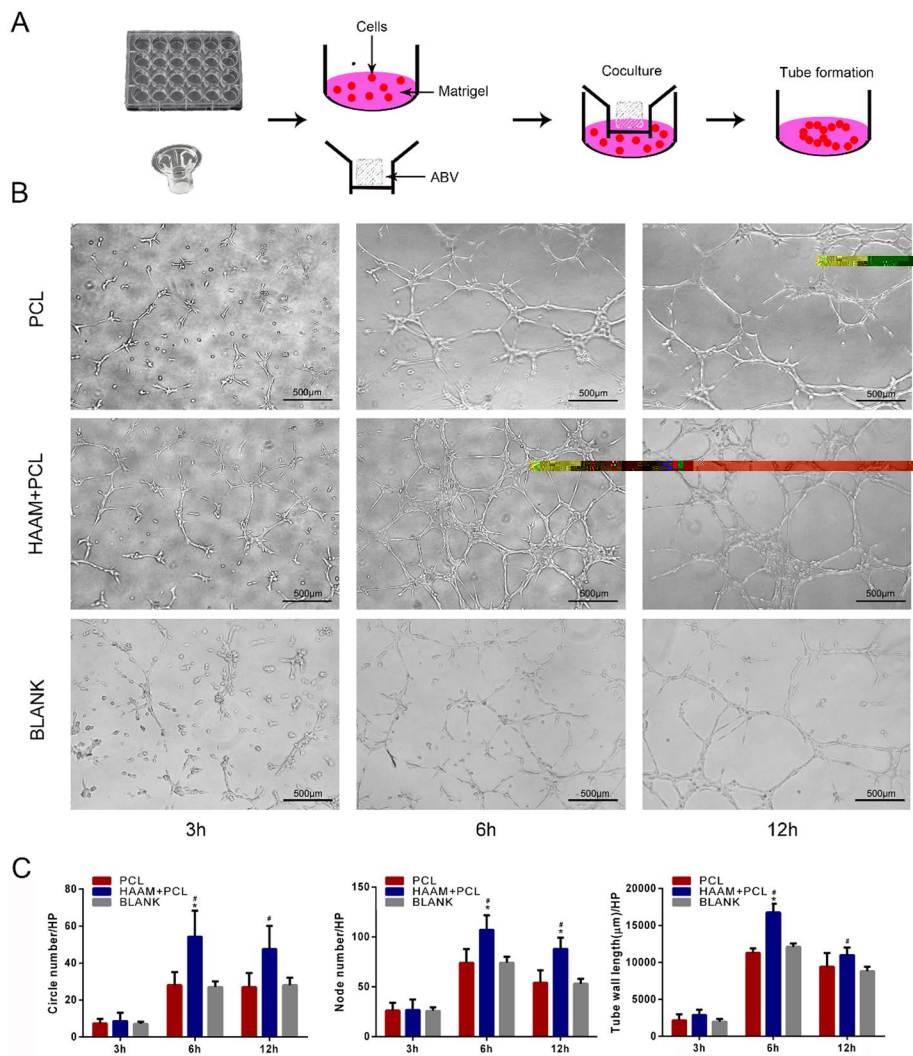 A
Cells
Matrigel
ABV
Coculture
Tube formation
B
PCL
500μm
500μm
500μm
HAAM+PCL
500μm
500μm
500μm
BLANK
500μm
500μm
500μm
3h
6h
12h
C
PCL
HAAM+PCL
BLANK
Circle number/HP
80
60
40
20
0
#
*
#
3h
6h
12h
PCL
HAAM+PCL
BLANK
Node number/HP
150
100
50
0
#
*
#
*
3h
6h
12h
PCL
HAAM+PCL
BLANK
Tube wall length(μm)/HP
20000
15000
10000
5000
0
#
*
#
3h
6h
12h